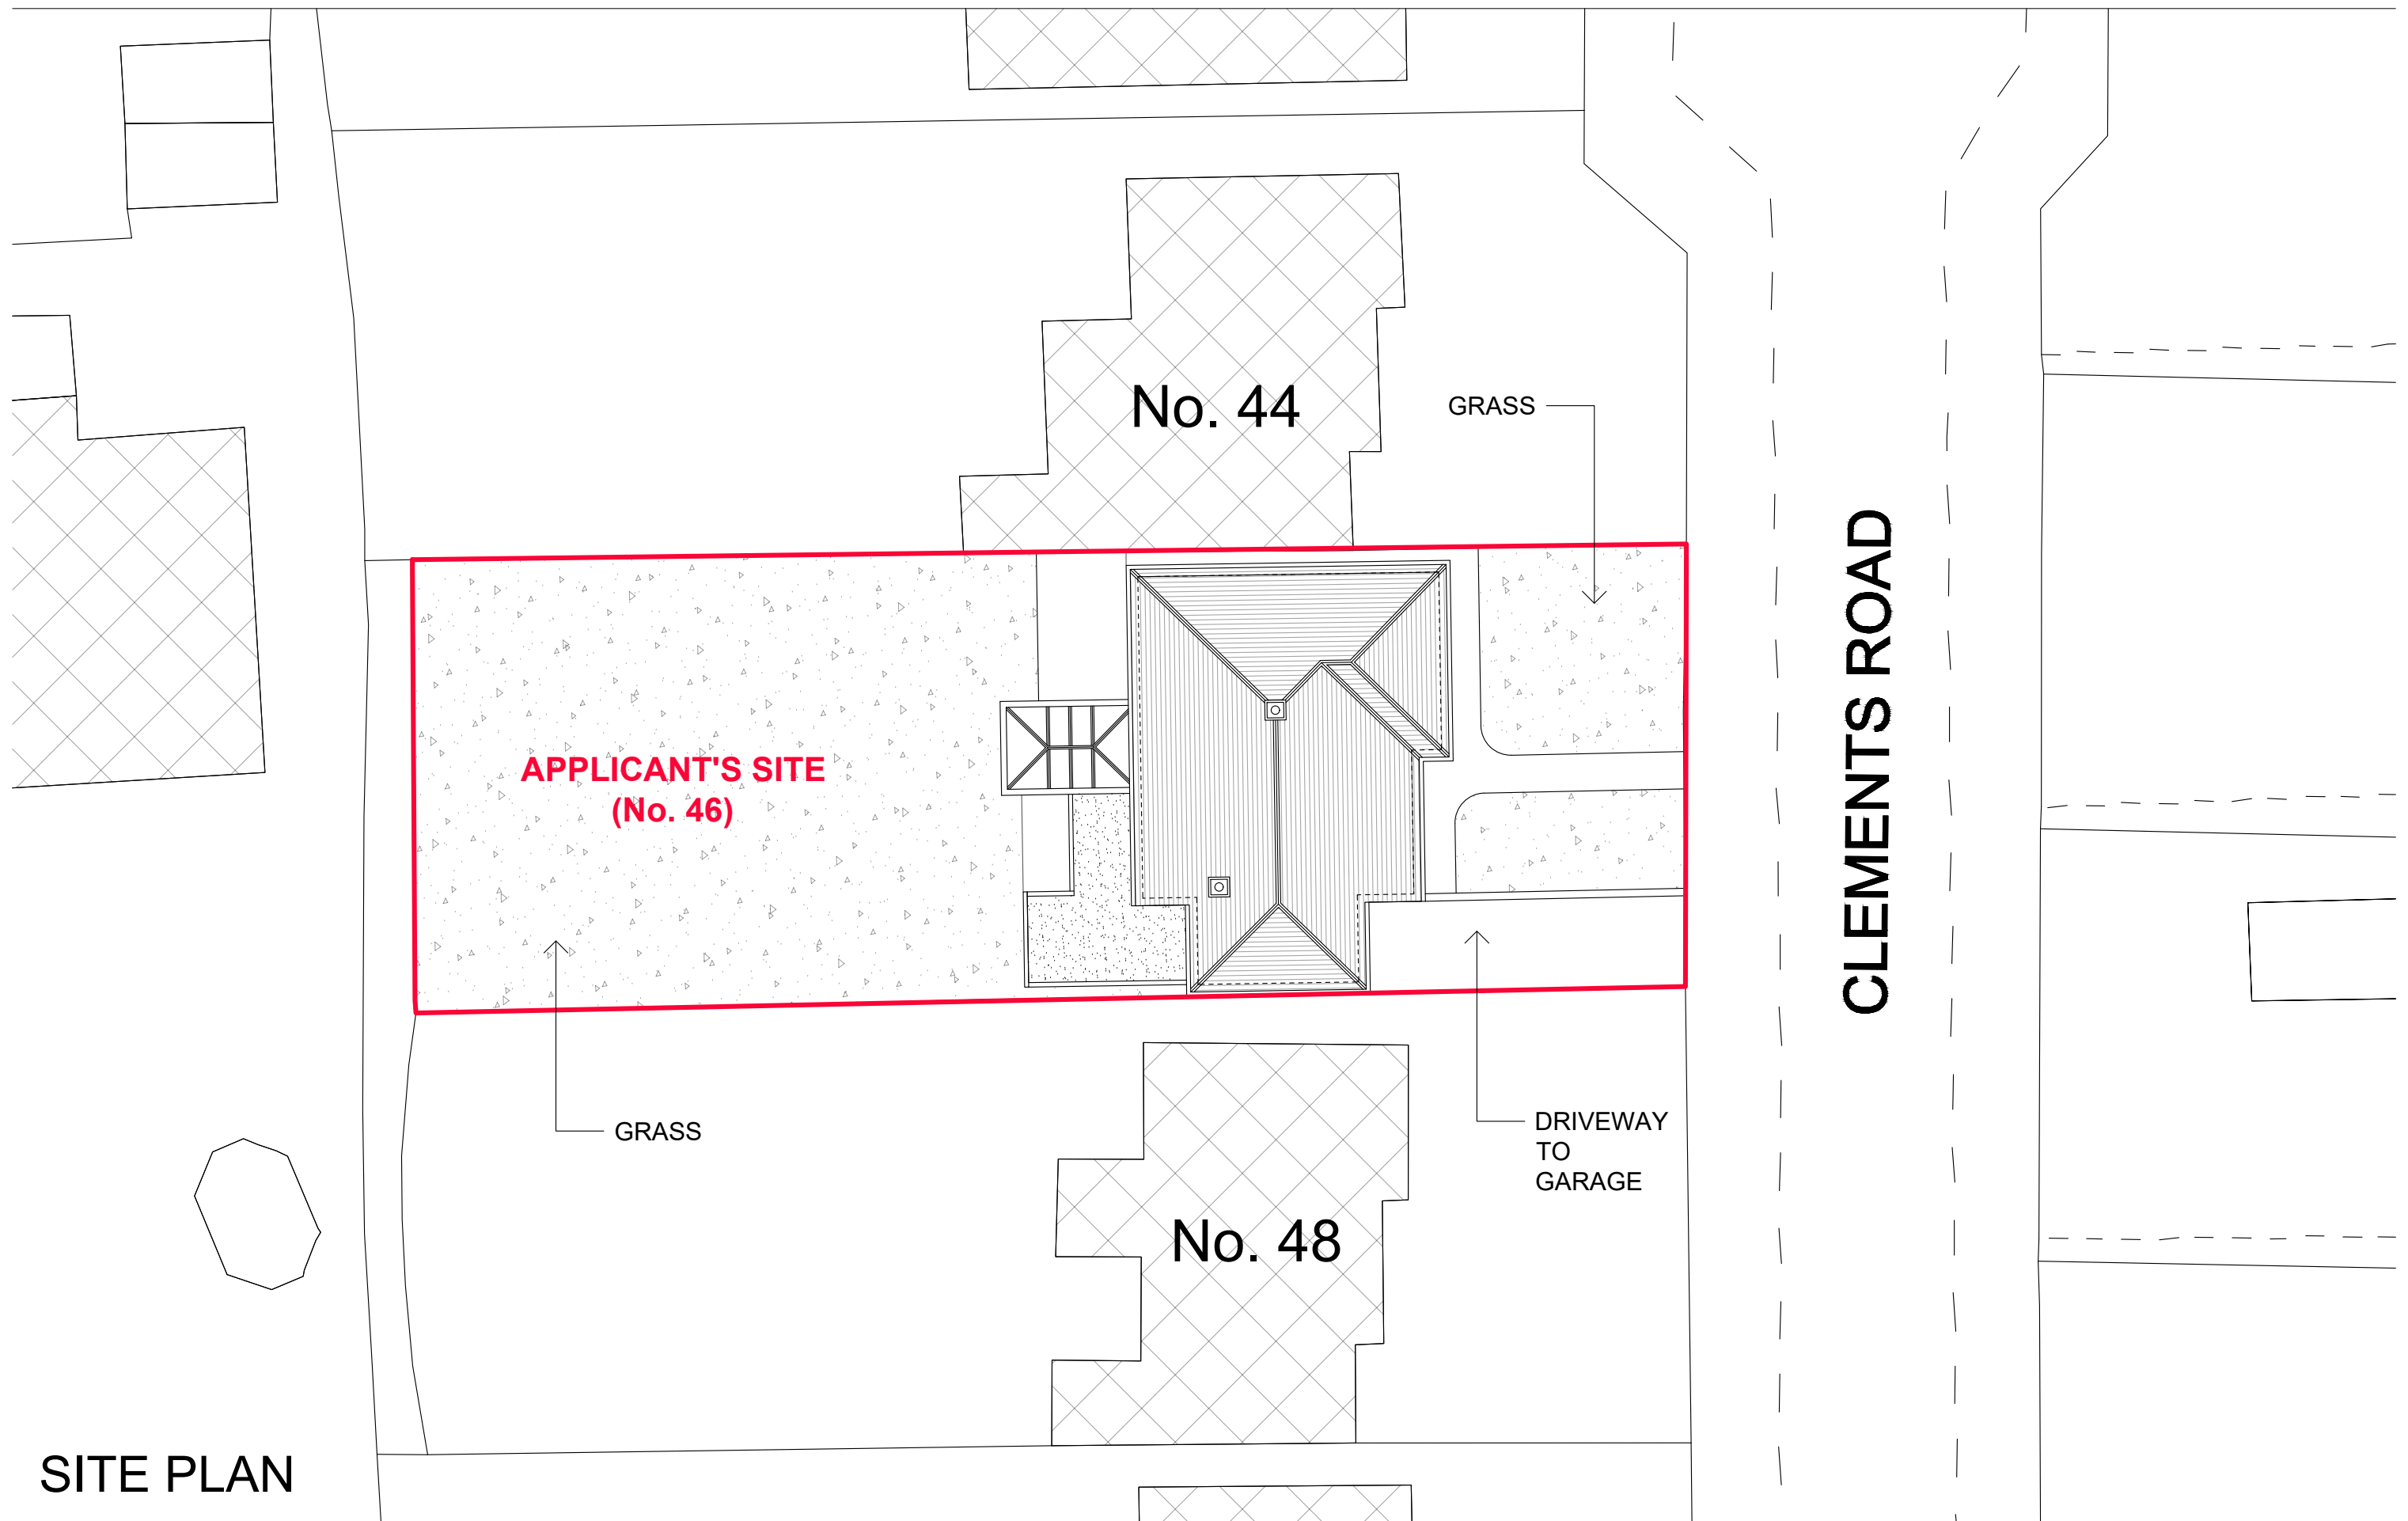 No. 44
GRASS
CLEMENTS ROAD
APPLICANT'S SITE
(No. 46)
GRASS
DRIVEWAY
TO
GARAGE
No. 48
SITE PLAN